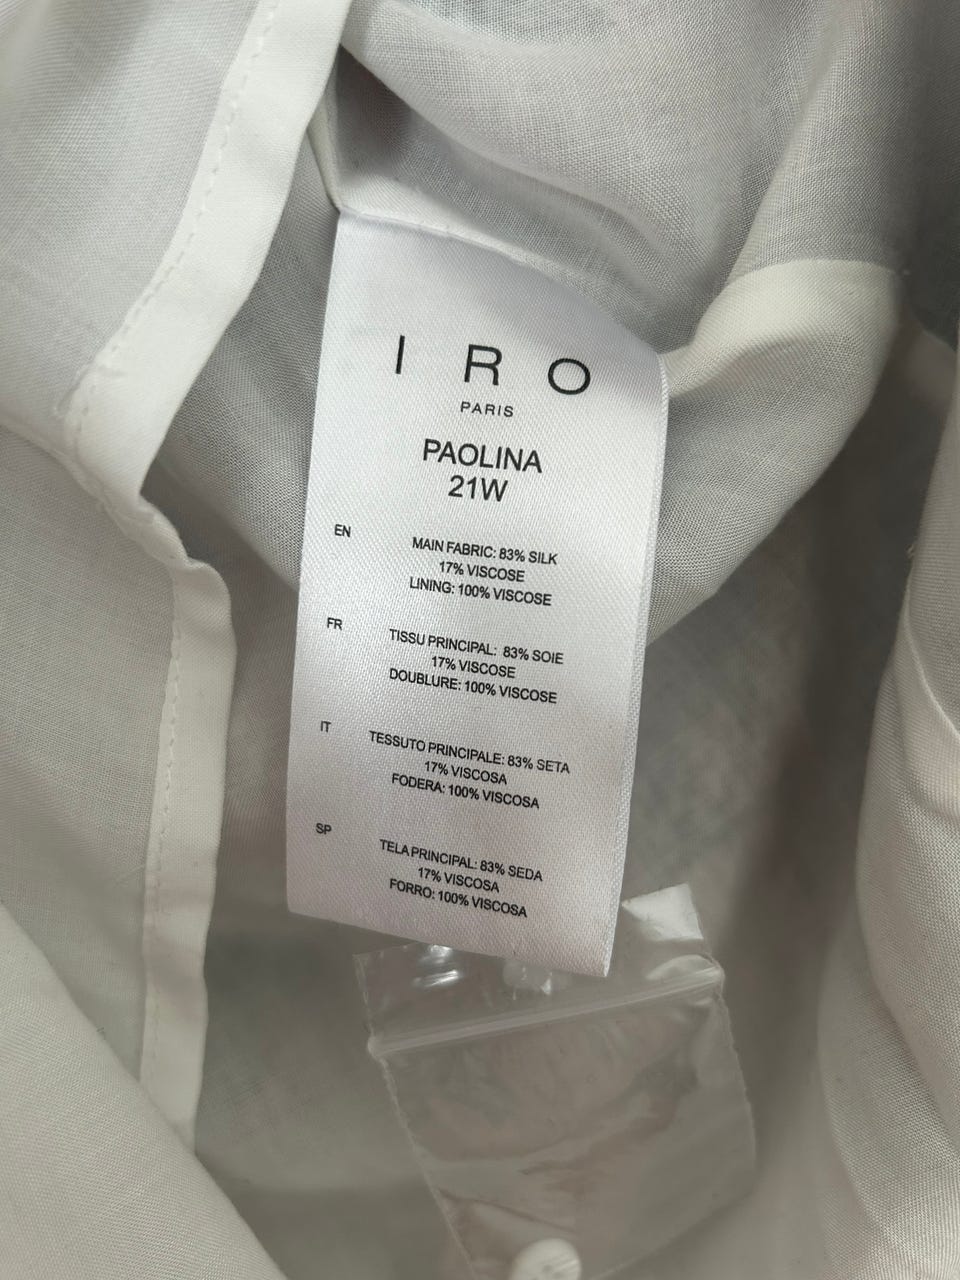 IRO
PARIS
PAOLINA
21W
EN
MAIN FABRIC: 83% SILK
17% VISCOSE
LINING: 100% VISCOSE
FR
TISSU PRINCIPAL: 83% SOIE
17% VISCOSE
DOUBLURE: 100% VISCOSE
IT
TESSUTO PRINCIPALE: 83% SETA
17% VISCOSA
FODERA: 100% VISCOSA
SP
TELA PRINCIPAL: 83% SEDA
17% VISCOSA
FORRO: 100% VISCOSA